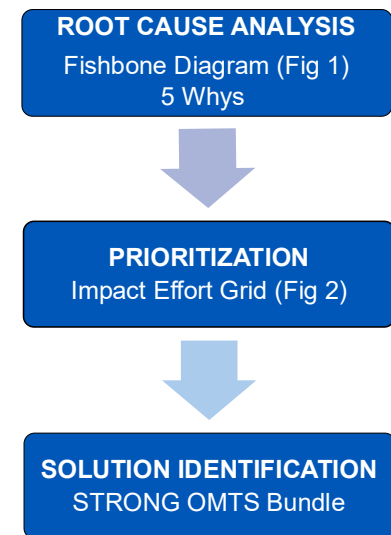 ROOT CAUSE ANALYSIS
Fishbone Diagram (Fig 1)
5 Whys
PRIORITIZATION
Impact Effort Grid (Fig 2)
SOLUTION IDENTIFICATION
STRONG OMTS Bundle